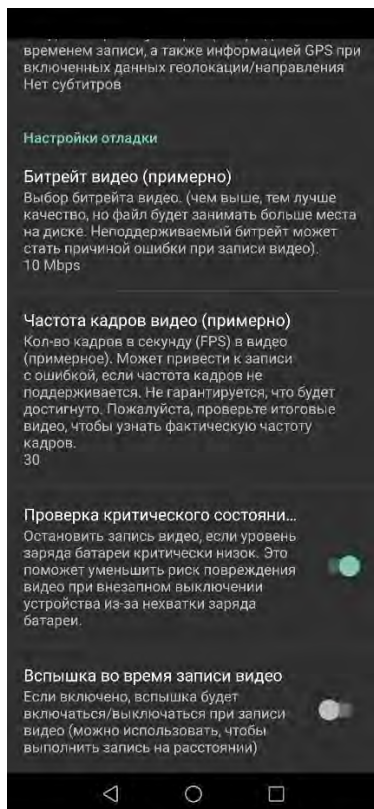 временем записи, а также информацией GPS при
включенных данных геолокации/направления
Нет субтитров
Настройки отладки
Битрейт видео (примерно)
Выбор битрейта видео. (чем выше, тем лучше
качество, но файл будет занимать больше места
на диске. Неподдерживаемый битрейт может
стать причиной ошибки при записи видео).
10 Mbps
Частота кадров видео (примерно)
Кол-во кадров в секунду (FPS) в видео
(примерное). Может привести к записи
с ошибкой, если частота кадров не
поддерживается. Не гарантируется, что будет
достигнуто. Пожалуйста, проверьте итоговые
видео, чтобы узнать фактическую частоту
кадров.
30
Проверка критического состояни...
Остановить запись видео, если уровень
заряда батареи критически низок. Это
поможет уменьшить риск повреждения
видео при внезапном выключении
устройства из-за нехватки заряда
батареи.
Вспышка во время записи видео
Если включено, вспышка будет
включаться/выключаться при записи
видео (можно использовать, чтобы
выполнить запись на расстоянии)